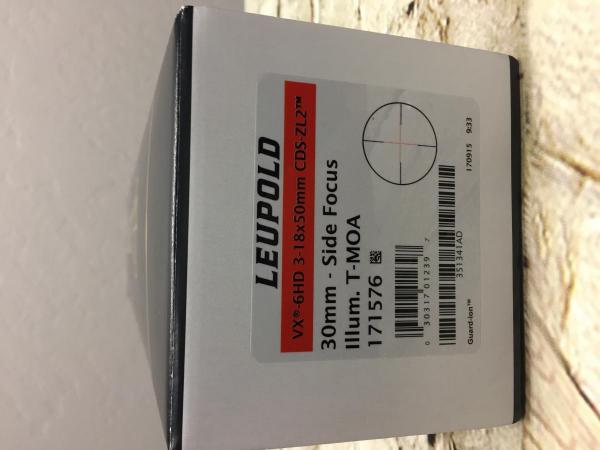 LEUPOLD
VX®-6HD 3-18x50mm CDS-ZL2™
30mm - Side Focus
Illum. T-MOA
171576
0 30317 01239 7
351341AD
Guard-ion™ 170915 9:33